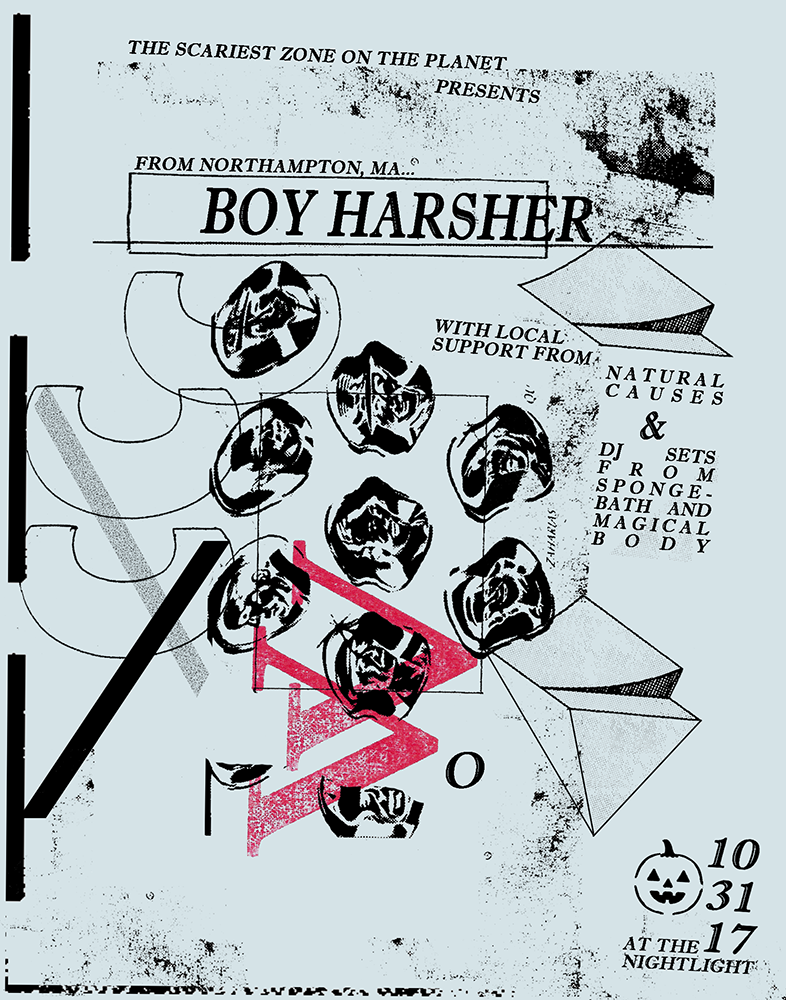 THE SCARIEST ZONE ON THE PLANET
PRESENTS
FROM NORTHAMPTON, MA...
BOY HARSHER
WITH LOCAL
SUPPORT FROM
NATURAL
CAUSES
&
DJ SETS
FROM
SPONGE-
BATH AND
MAGICAL
BODY
ZAHARIAS
O
10
31
17
AT THE
NIGHTLIGHT